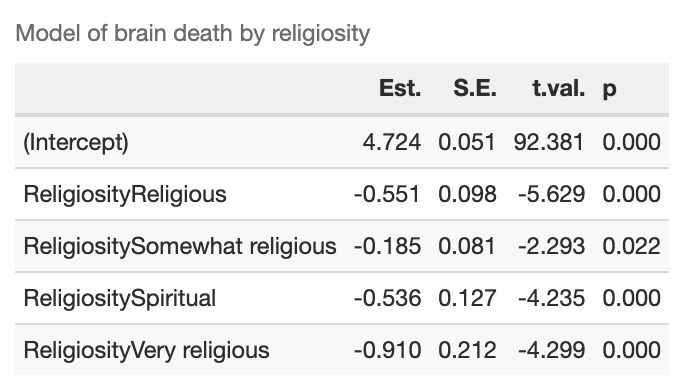 Model of brain death by religiosity
Est. S.E. t.val. p
(Intercept) 4.724 0.051 92.381 0.000
ReligiosityReligious -0.551 0.098 -5.629 0.000
ReligiositySomewhat religious -0.185 0.081 -2.293 0.022
ReligiositySpiritual -0.536 0.127 -4.235 0.000
ReligiosityVery religious -0.910 0.212 -4.299 0.000